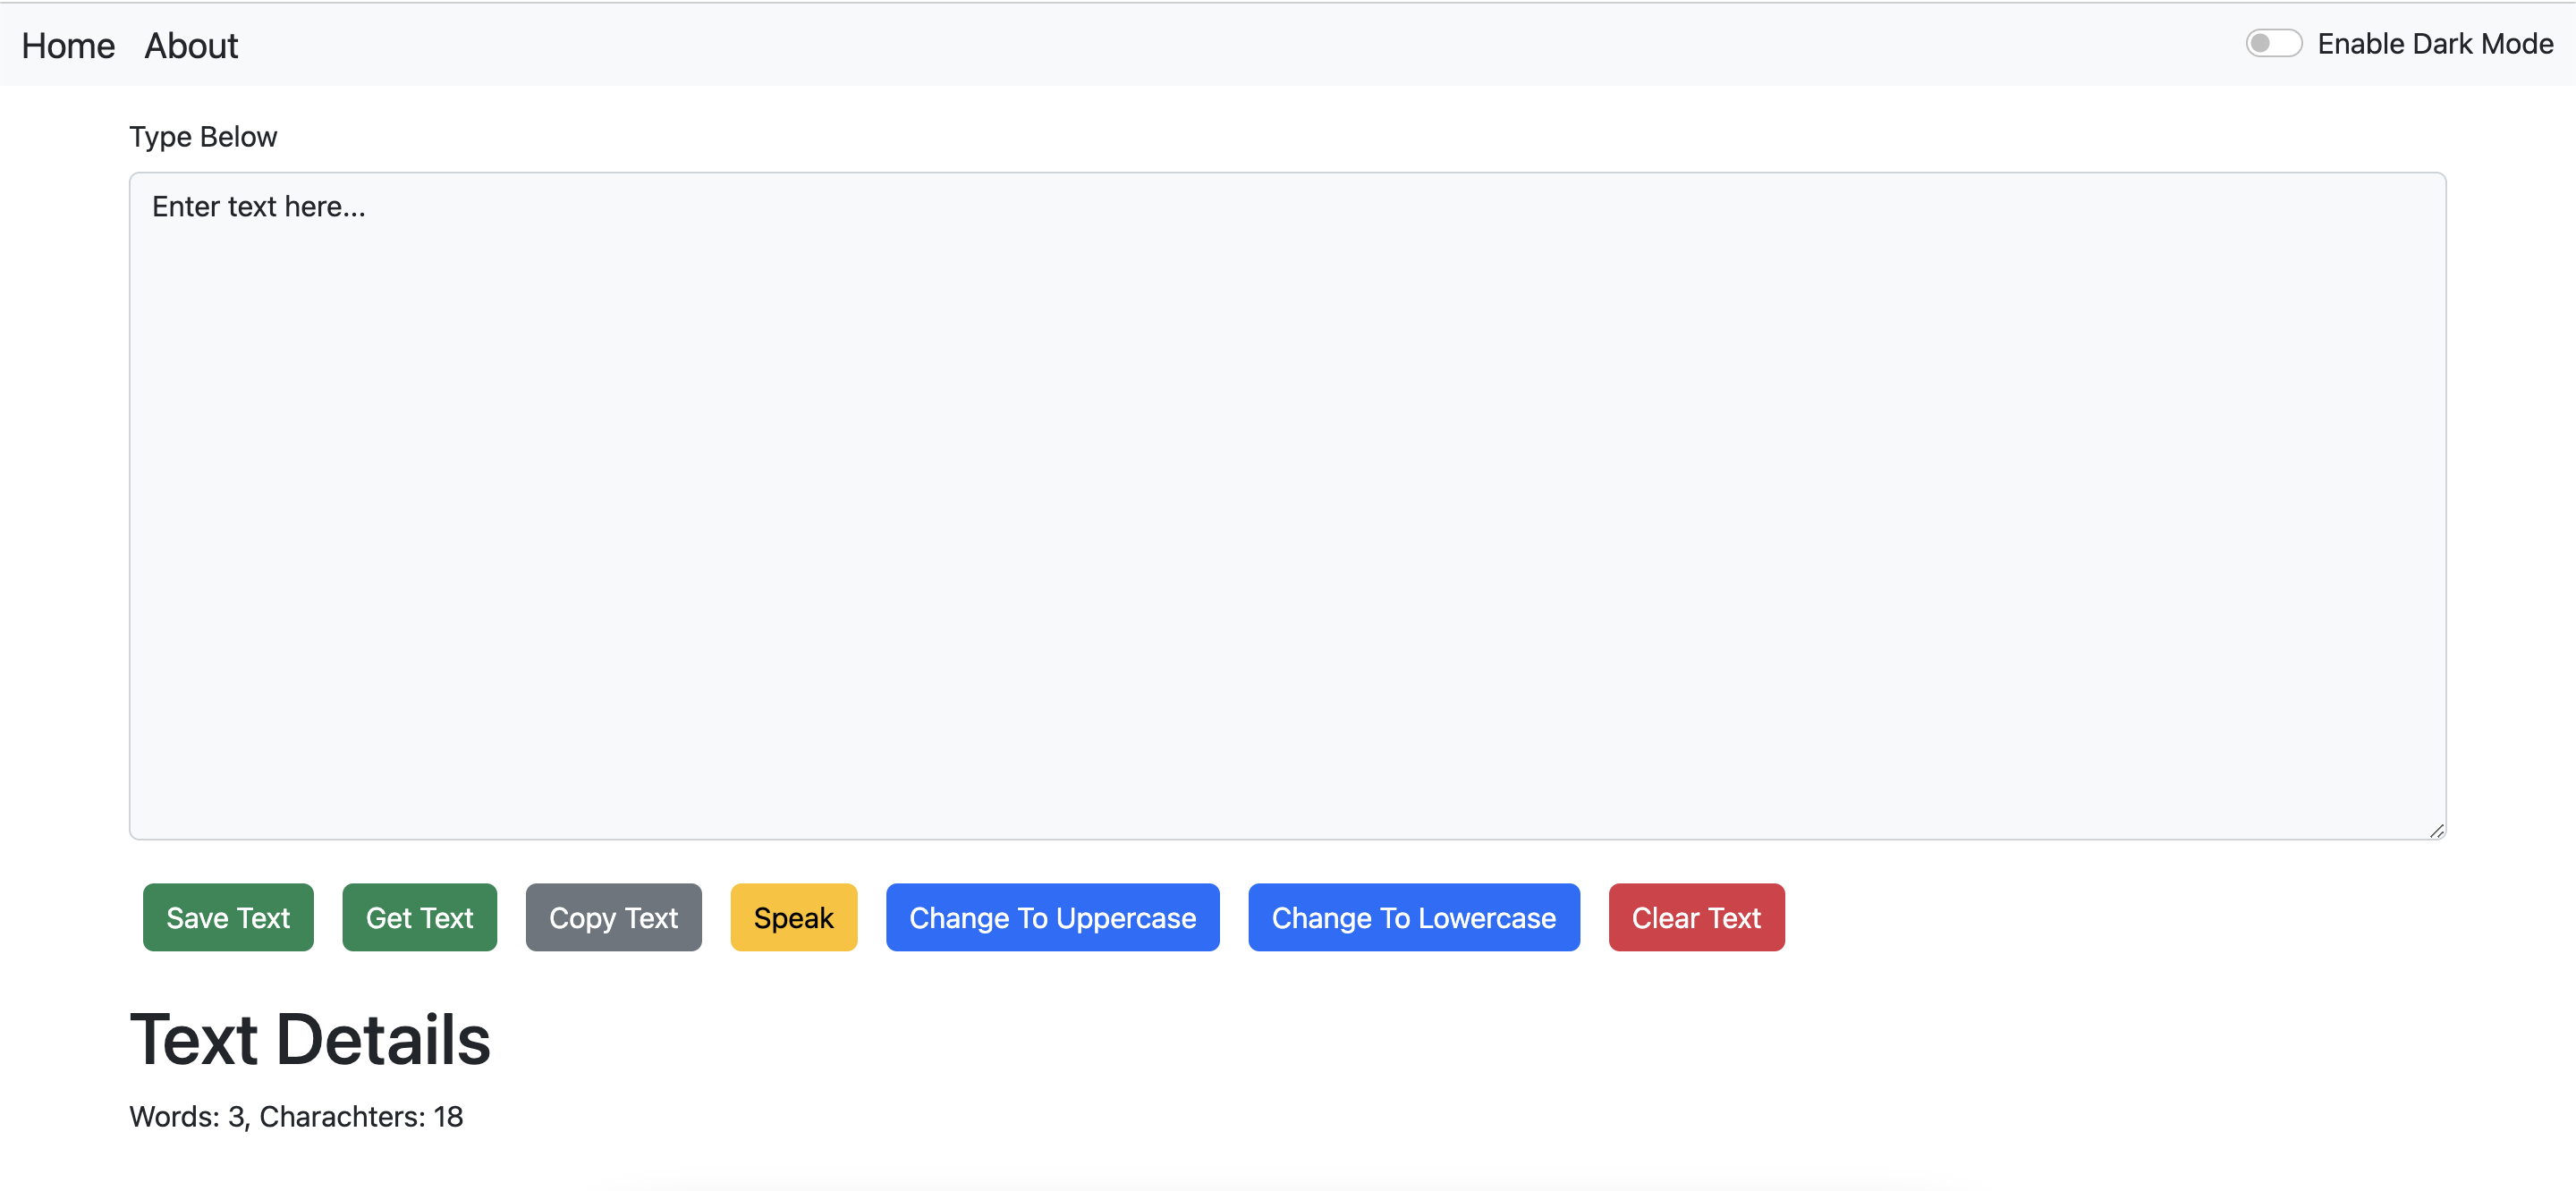 Home About Enable Dark Mode
Type Below
Enter text here...
Save Text Get Text Copy Text Speak Change To Uppercase Change To Lowercase Clear Text
Text Details
Words: 3, Charachters: 18